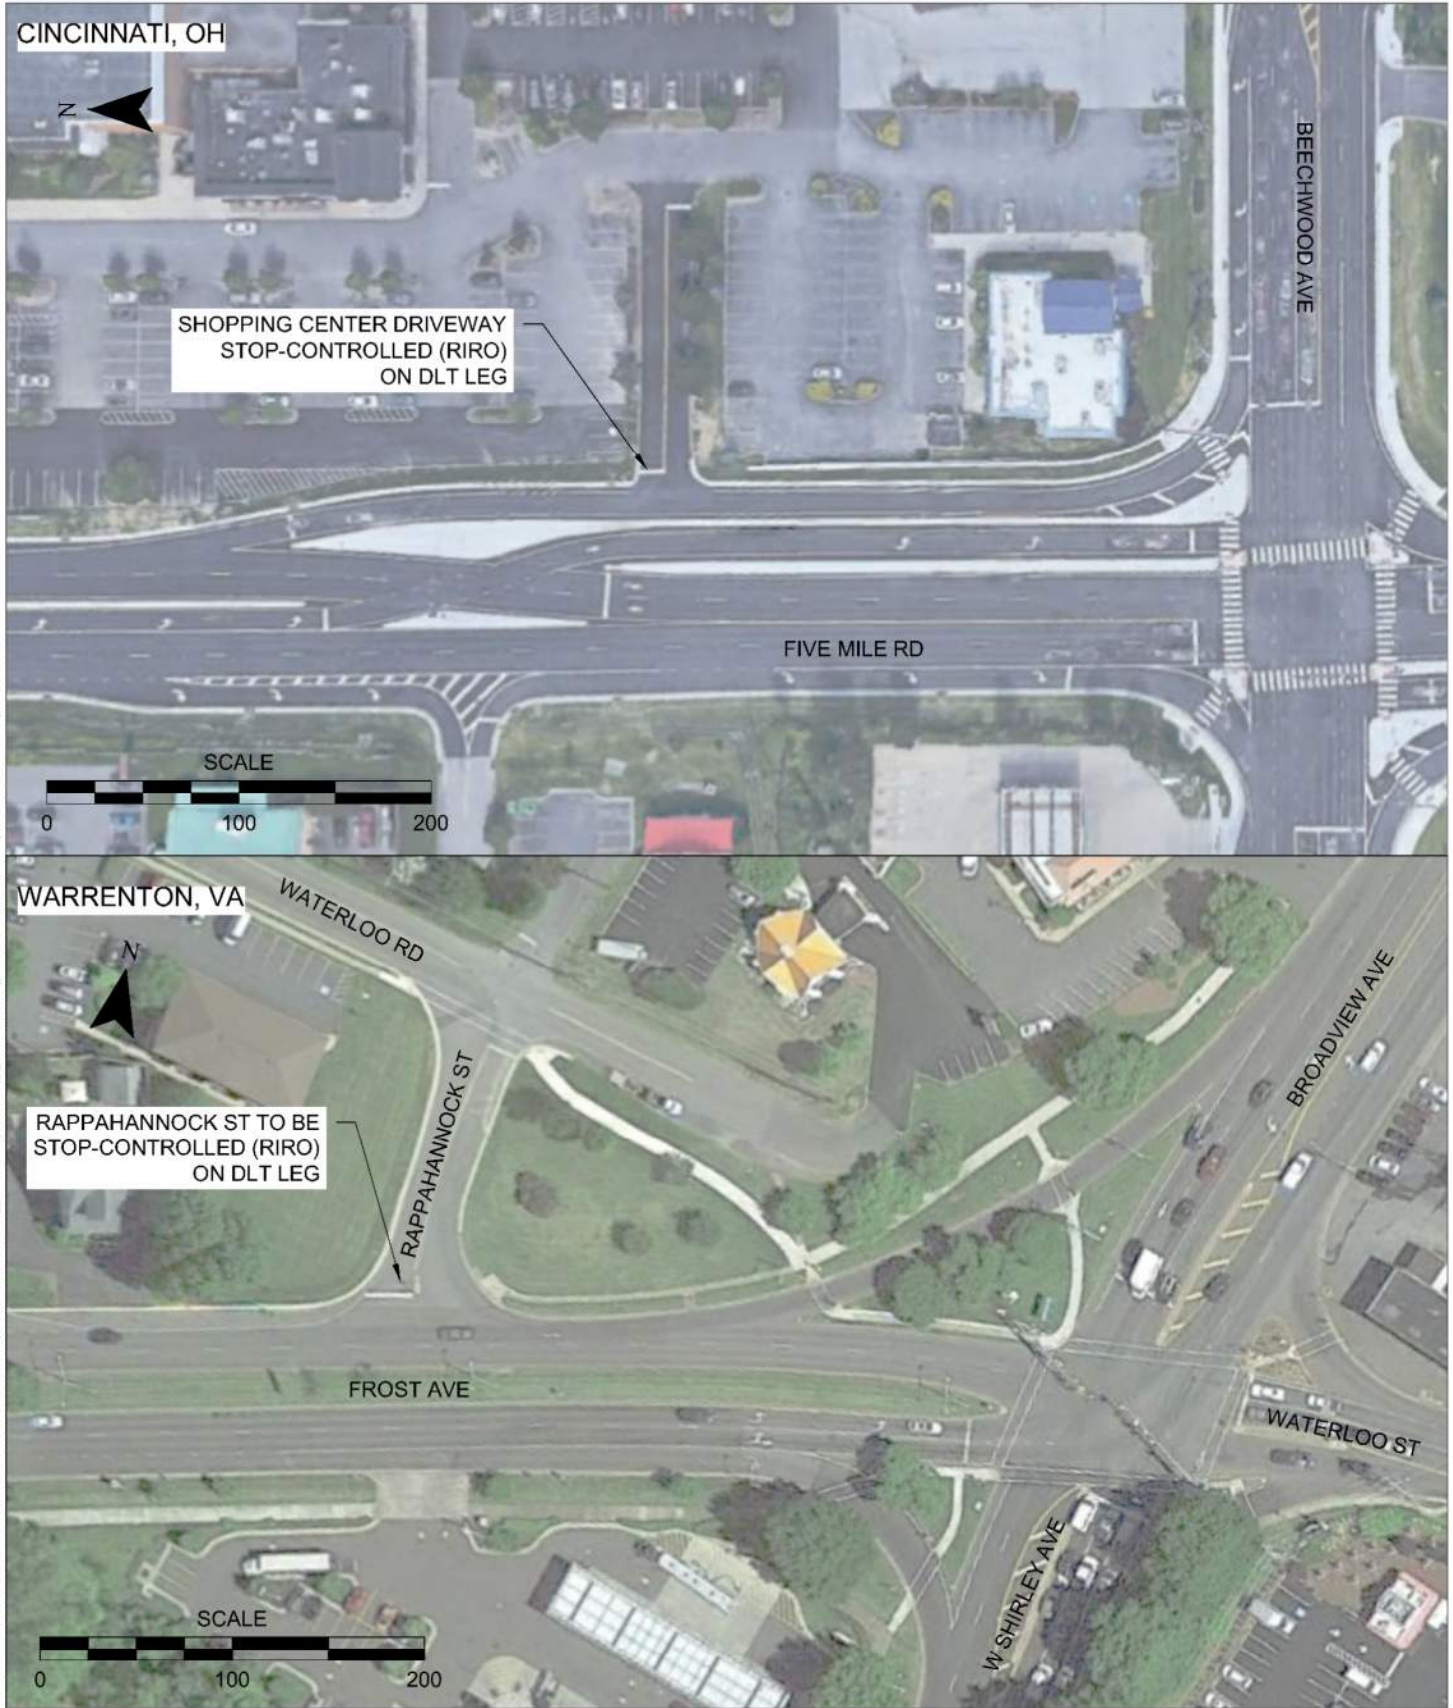 CINCINNATI, OH
N
BEECHWOOD AVE
SHOPPING CENTER DRIVEWAY
STOP-CONTROLLED (RIRO)
ON DLT LEG
FIVE MILE RD
SCALE
0 100 200
WARRENTON, VA
N
WATERLOO RD
BROADVIEW AVE
RAPPAHANNOCK ST
RAPPAHANNOCK ST TO BE
STOP-CONTROLLED (RIRO)
ON DLT LEG
FROST AVE
WATERLOO ST
W SHIRLEY AVE
SCALE
0 100 200